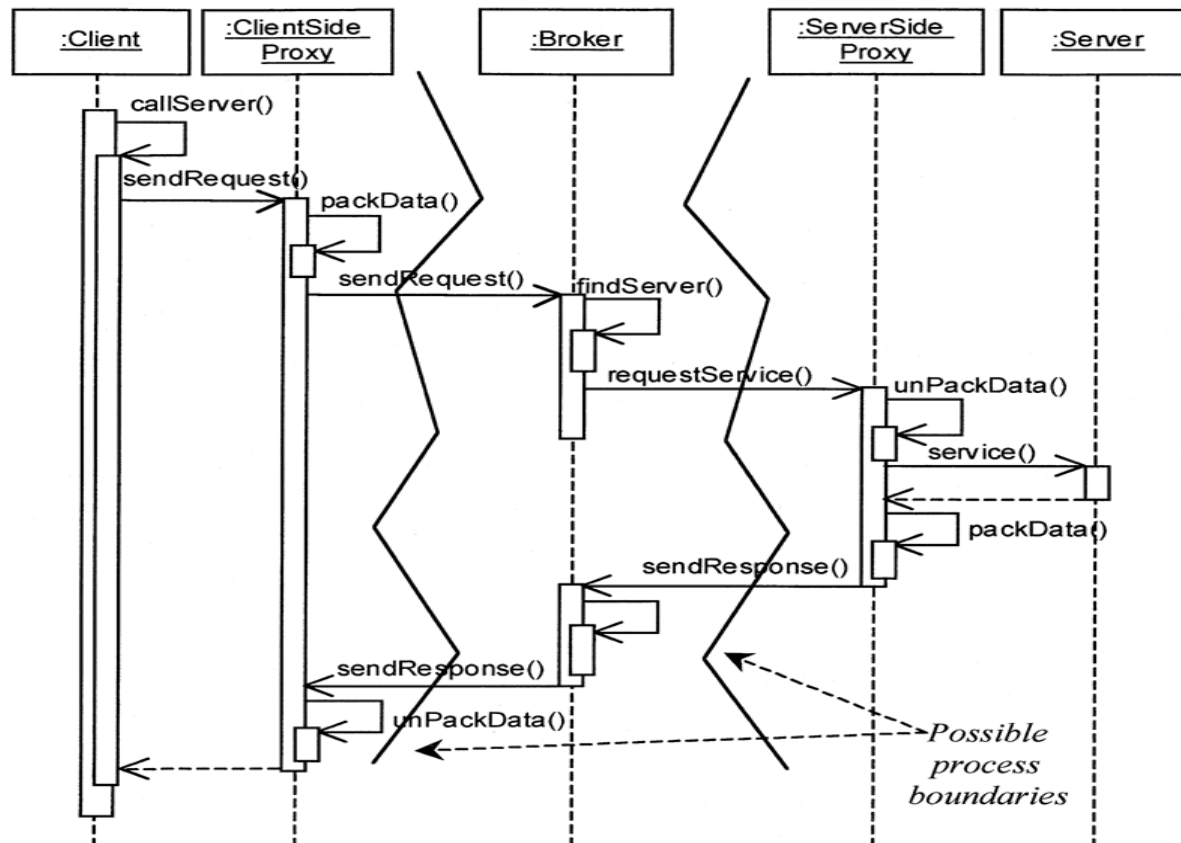 :Client
:ClientSide
Proxy
:Broker
:ServerSide
Proxy
:Server
callServer()
sendRequest()
packData()
sendRequest()
ifindServer()
requestService()
unPackData()
service()
packData()
sendResponse()
sendResponse()
unPackData()
Possible
process
boundaries